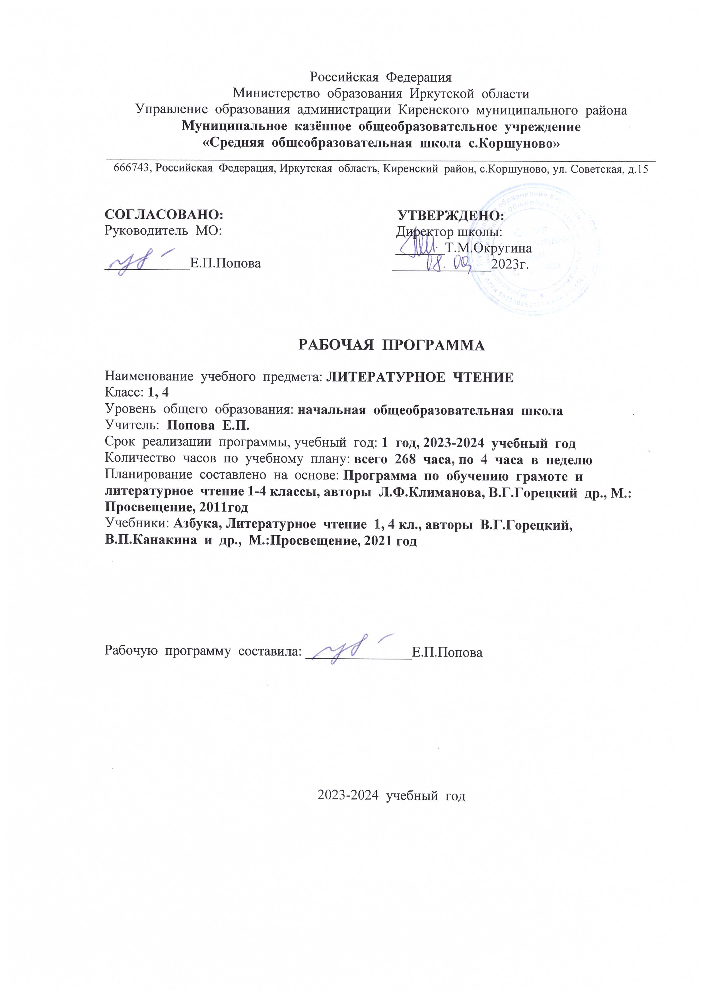 Российская Федерация
Министерство образования Иркутской области
Управление образования администрации Киренского муниципального района
Муниципальное казённое общеобразовательное учреждение
«Средняя общеобразовательная школа с.Коршуново»
666743, Российская Федерация, Иркутская область, Киренский район, с.Коршуново, ул. Советская, д.15
СОГЛАСОВАНО:
Руководитель МО:
Е.П.Попова
УТВЕРЖДЕНО:
Директор школы:
Т.М.Округина
08. 09 2023г.
РАБОЧАЯ ПРОГРАММА
Наименование учебного предмета: ЛИТЕРАТУРНОЕ ЧТЕНИЕ
Класс: 1, 4
Уровень общего образования: начальная общеобразовательная школа
Учитель: Попова Е.П.
Срок реализации программы, учебный год: 1 год, 2023-2024 учебный год
Количество часов по учебному плану: всего 268 часа, по 4 часа в неделю
Планирование составлено на основе: Программа по обучению грамоте и
литературное чтение 1-4 классы, авторы Л.Ф.Климанова, В.Г.Горецкий др., М.:
Просвещение, 2011год
Учебники: Азбука, Литературное чтение 1, 4 кл., авторы В.Г.Горецкий,
В.П.Канакина и др., М.:Просвещение, 2021 год
Рабочую программу составила: Е.П.Попова
2023-2024 учебный год